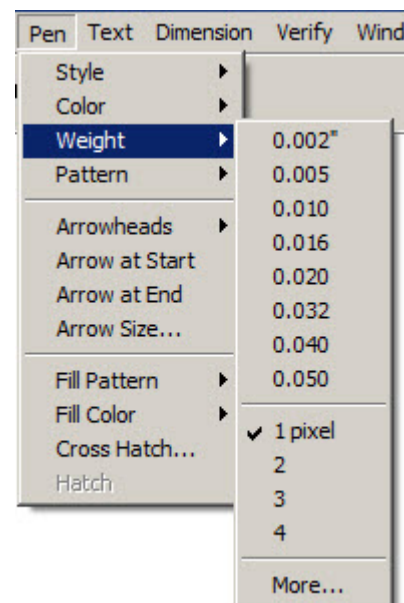 Pen Text Dimension Verify Wind
Style
Color
Weight
Pattern
Arrowheads
Arrow at Start
Arrow at End
Arrow Size...
Fill Pattern
Fill Color
Cross Hatch...
Hatch
0.002"
0.005
0.010
0.016
0.020
0.032
0.040
0.050
1 pixel
2
3
4
More...